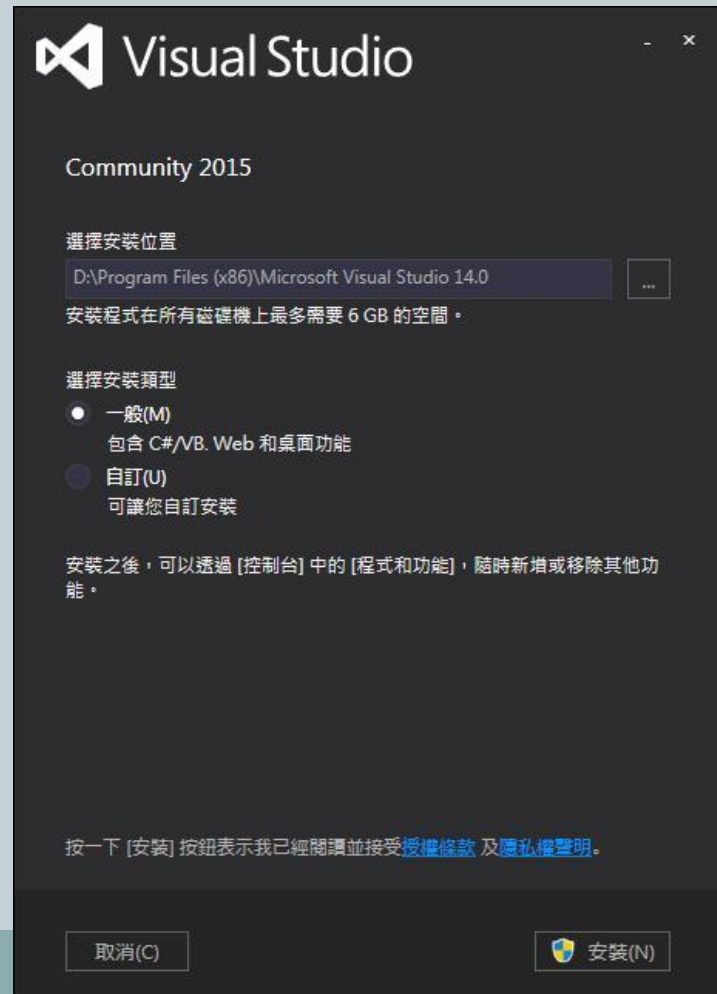 Visual Studio
Community 2015
選擇安裝位置
D:\Program Files (x86)\Microsoft Visual Studio 14.0
...
安裝程式在所有磁碟機上最多需要 6 GB 的空間。
選擇安裝類型
一般(M)
包含 C#/VB. Web 和桌面功能
自訂(U)
可讓您自訂安裝
安裝之後，可以透過 [控制台] 中的 [程式和功能]，隨時新增或移除其他功
能。
按一下 [安裝] 按鈕表示我已經閱讀並接受授權條款 及隱私權聲明。
取消(C)
安裝(N)